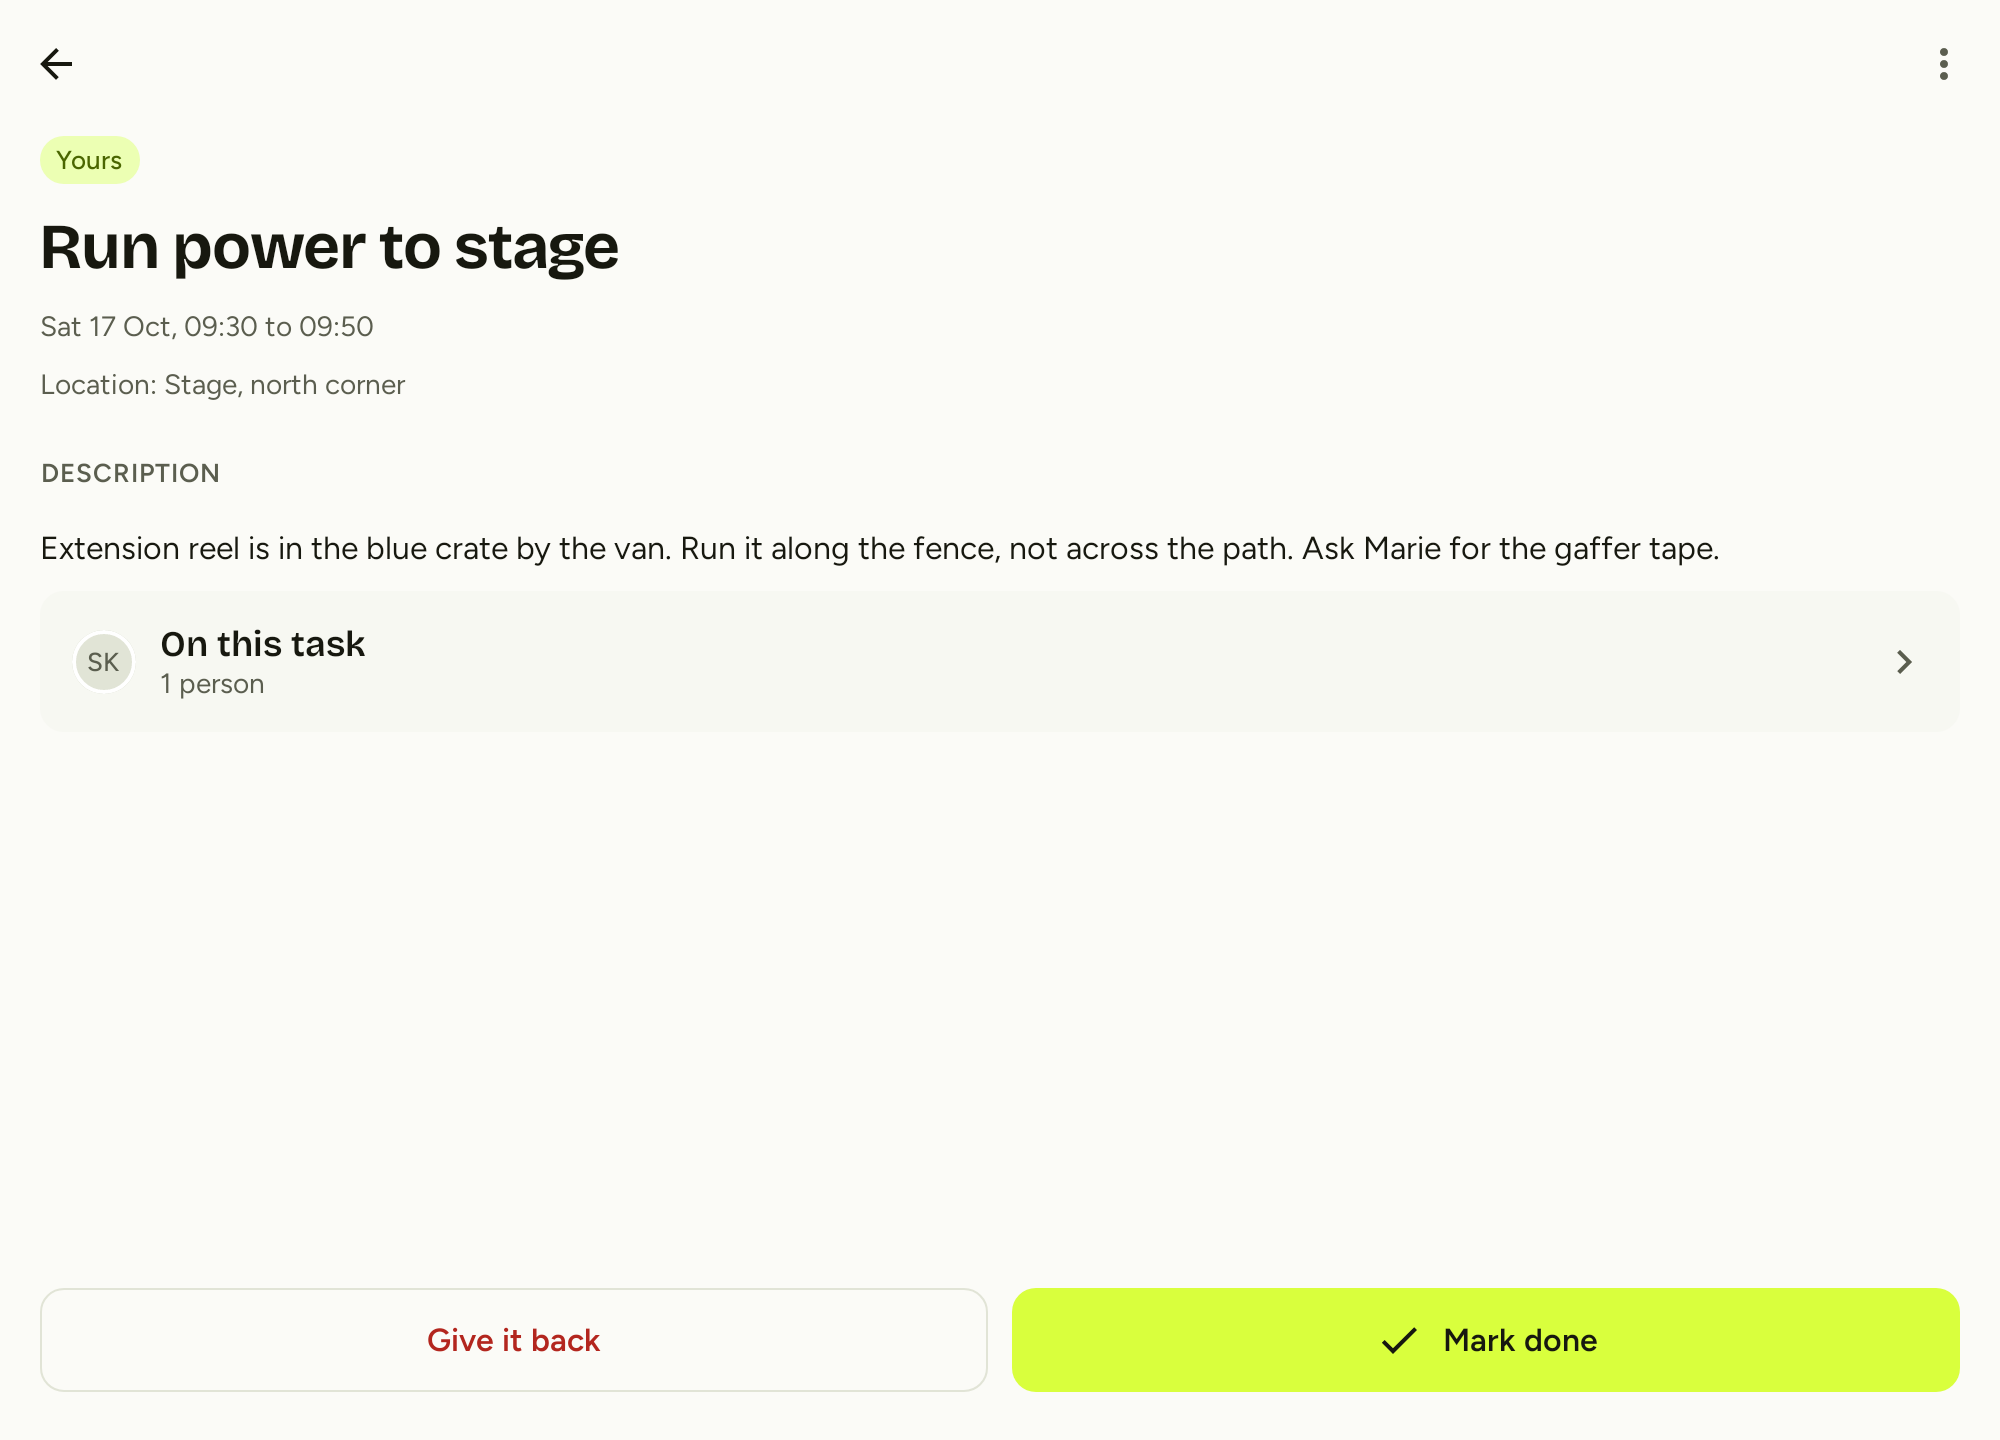 Yours
Run power to stage
Sat 17 Oct, 09:30 to 09:50
Location: Stage, north corner
DESCRIPTION
Extension reel is in the blue crate by the van. Run it along the fence, not across the path. Ask Marie for the gaffer tape.
SK
On this task
1 person
Give it back
Mark done